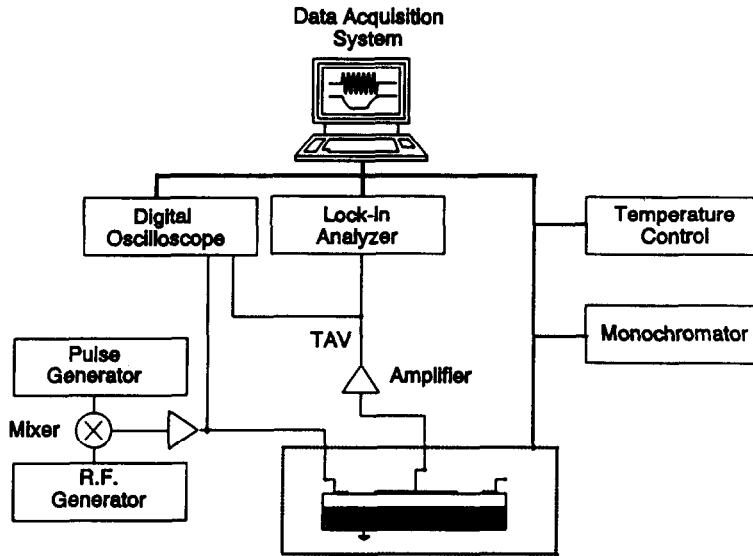 Data Acquisition
System
Digital
Oscilloscope
Lock-In
Analyzer
Temperature
Control
TAV
Monochromator
Pulse
Generator
Amplifier
Mixer
R.F.
Generator